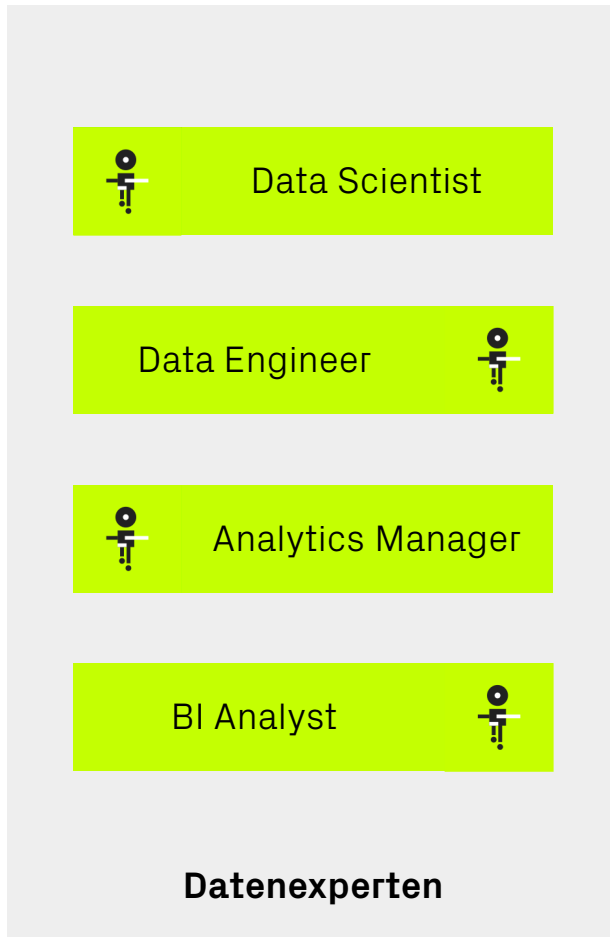 Data Scientist
Data Engineer
Analytics Manager
BI Analyst
Datenexperten